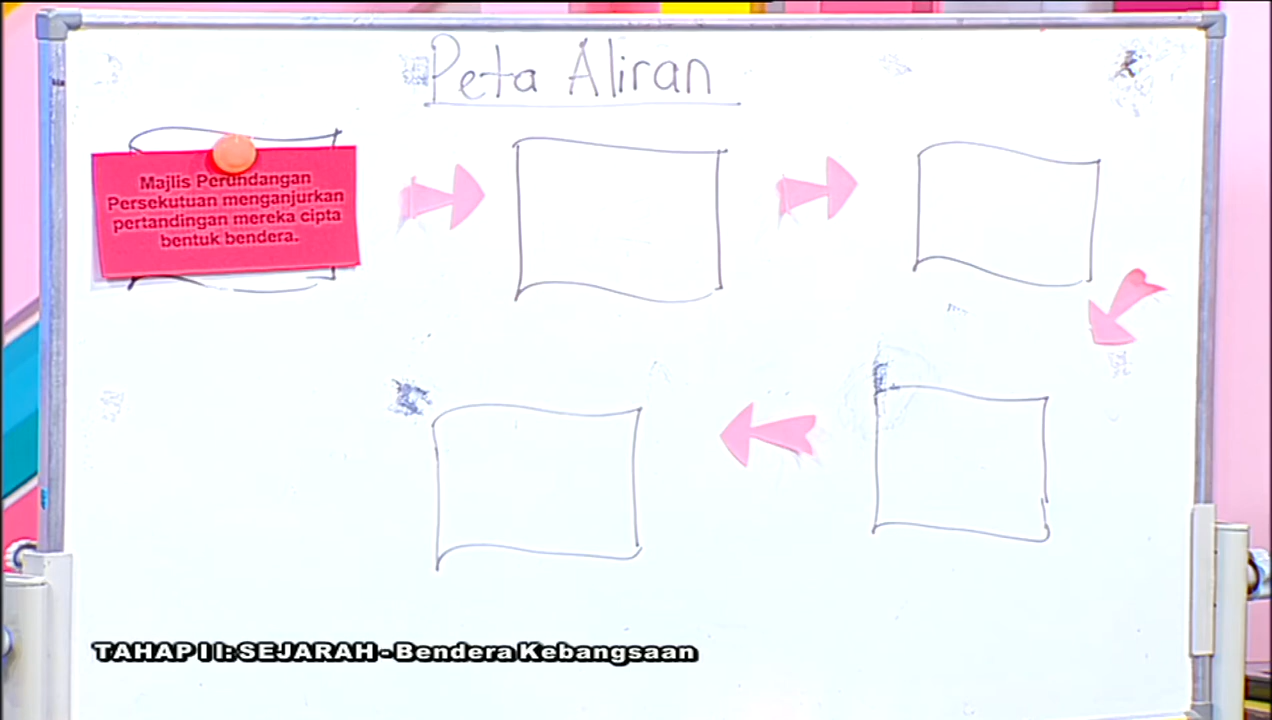 Peta Aliran
Majlis Perundangan
Persekutuan menganjurkan
pertandingan mereka cipta
bentuk bendera.
TAHAP II: SEJARAH - Bendera Kebangsaan